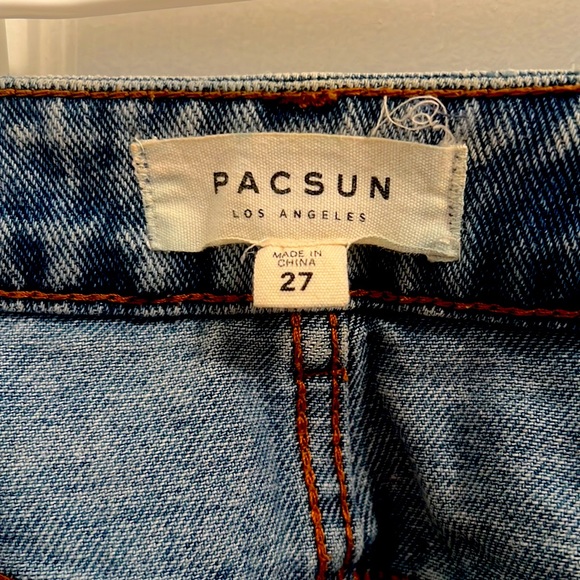 PACSUN
LOS ANGELES
MADE IN
CHINA
27